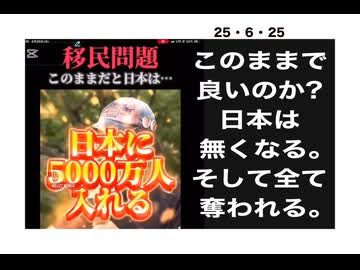 25・6・25
移民問題
このままだと日本は…
日本に
5000万人
入れる
このままで
良いのか?
日本は
無くなる。
そして全て
奪われる。